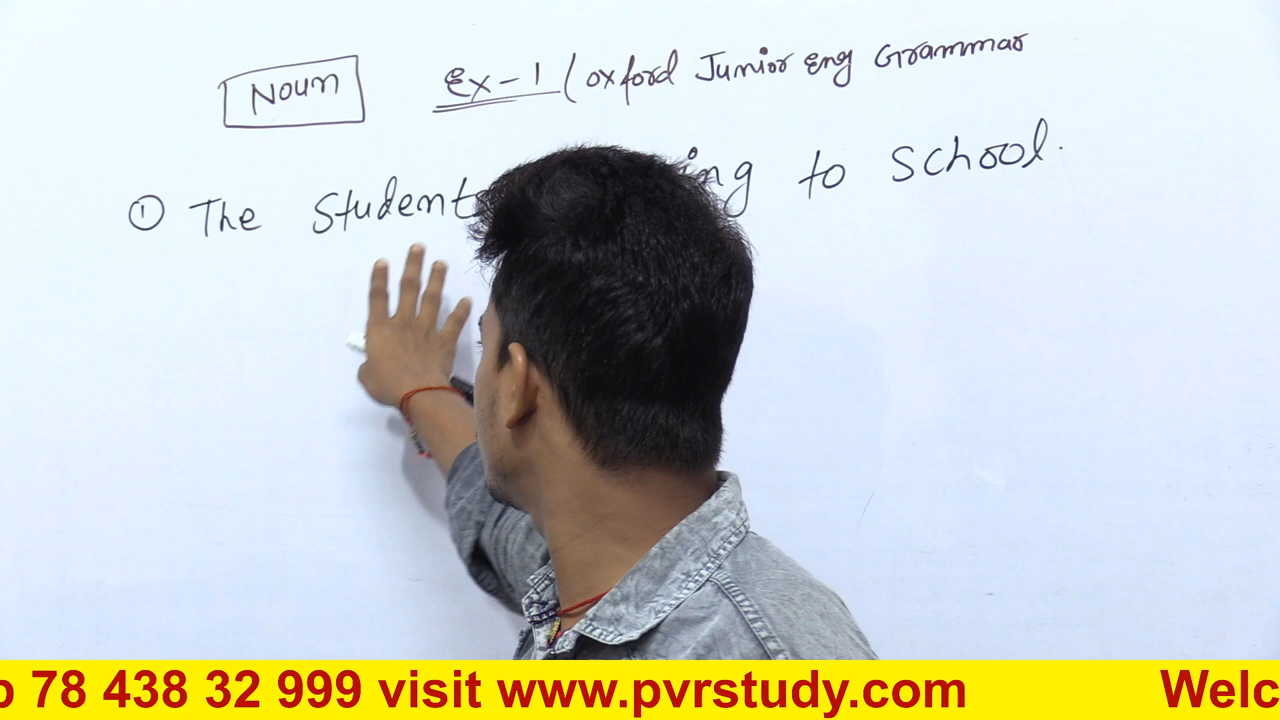 Noun Ex-1 (Oxford Junior Eng Grammar
① The Students ing to School.
78 438 32 999 visit www.pvrstudy.com Welc